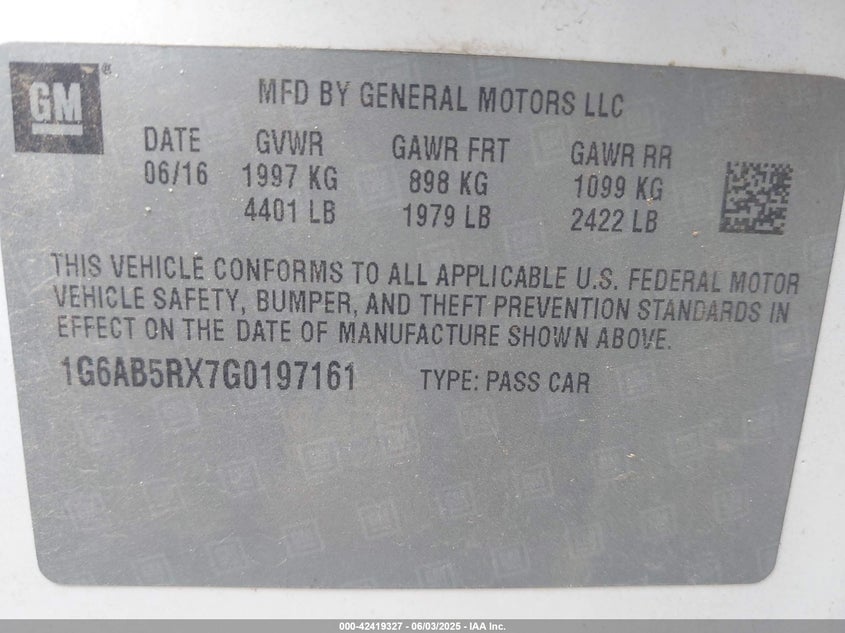 GM®
MFD BY GENERAL MOTORS LLC
DATE GVWR GAWR FRT GAWR RR
06/16 1997 KG 898 KG 1099 KG
4401 LB 1979 LB 2422 LB
THIS VEHICLE CONFORMS TO ALL APPLICABLE U.S. FEDERAL MOTOR
VEHICLE SAFETY, BUMPER, AND THEFT PREVENTION STANDARDS IN
EFFECT ON THE DATE OF MANUFACTURE SHOWN ABOVE.
1G6AB5RX7G0197161 TYPE: PASS CAR
000-42419327 - 06/03/2025 - IAA Inc.